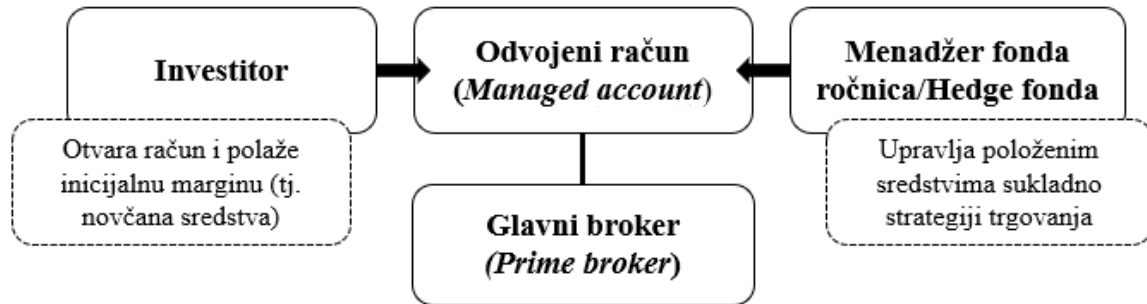 Investitor
Otvara račun i polaže
inicijalnu marginu (tj.
novčana sredstva)
Odvojeni račun
(Managed account)
Menadžer fonda
ročnica/Hedge fonda
Upravlja položenim
sredstvima sukladno
strategiji trgovanja
Glavni broker
(Prime broker)